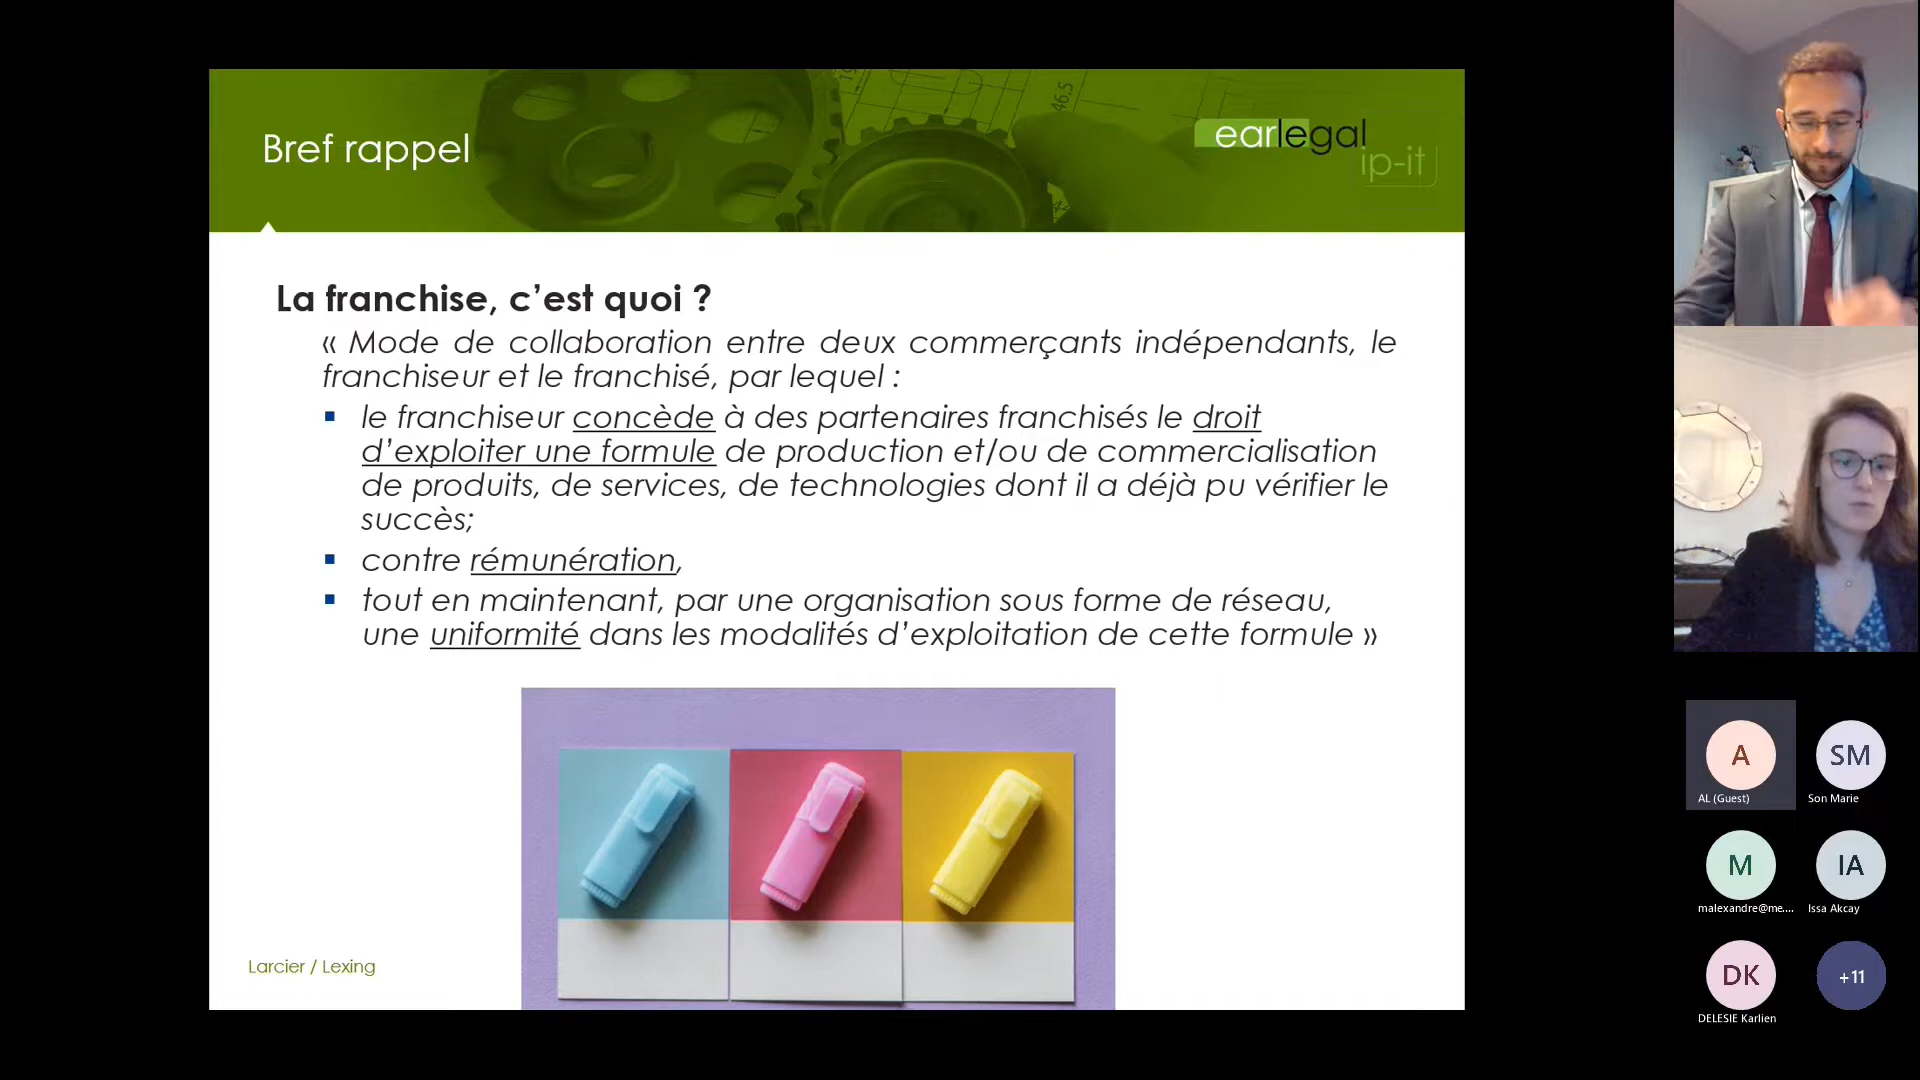 Bref rappel
earlegal
ip-it
46.5
La franchise, c’est quoi ?
« Mode de collaboration entre deux commerçants indépendants, le
franchiseur et le franchisé, par lequel :
le franchiseur concède à des partenaires franchisés le droit
d’exploiter une formule de production et/ou de commercialisation
de produits, de services, de technologies dont il a déjà pu vérifier le
succès;
contre rémunération,
tout en maintenant, par une organisation sous forme de réseau,
une uniformité dans les modalités d’exploitation de cette formule »
Larcier / Lexing
A
AL (Guest)
SM
Son Marie
M
malexandre@me....
IA
Issa Akcay
DK
DELESIE Karlien
+11